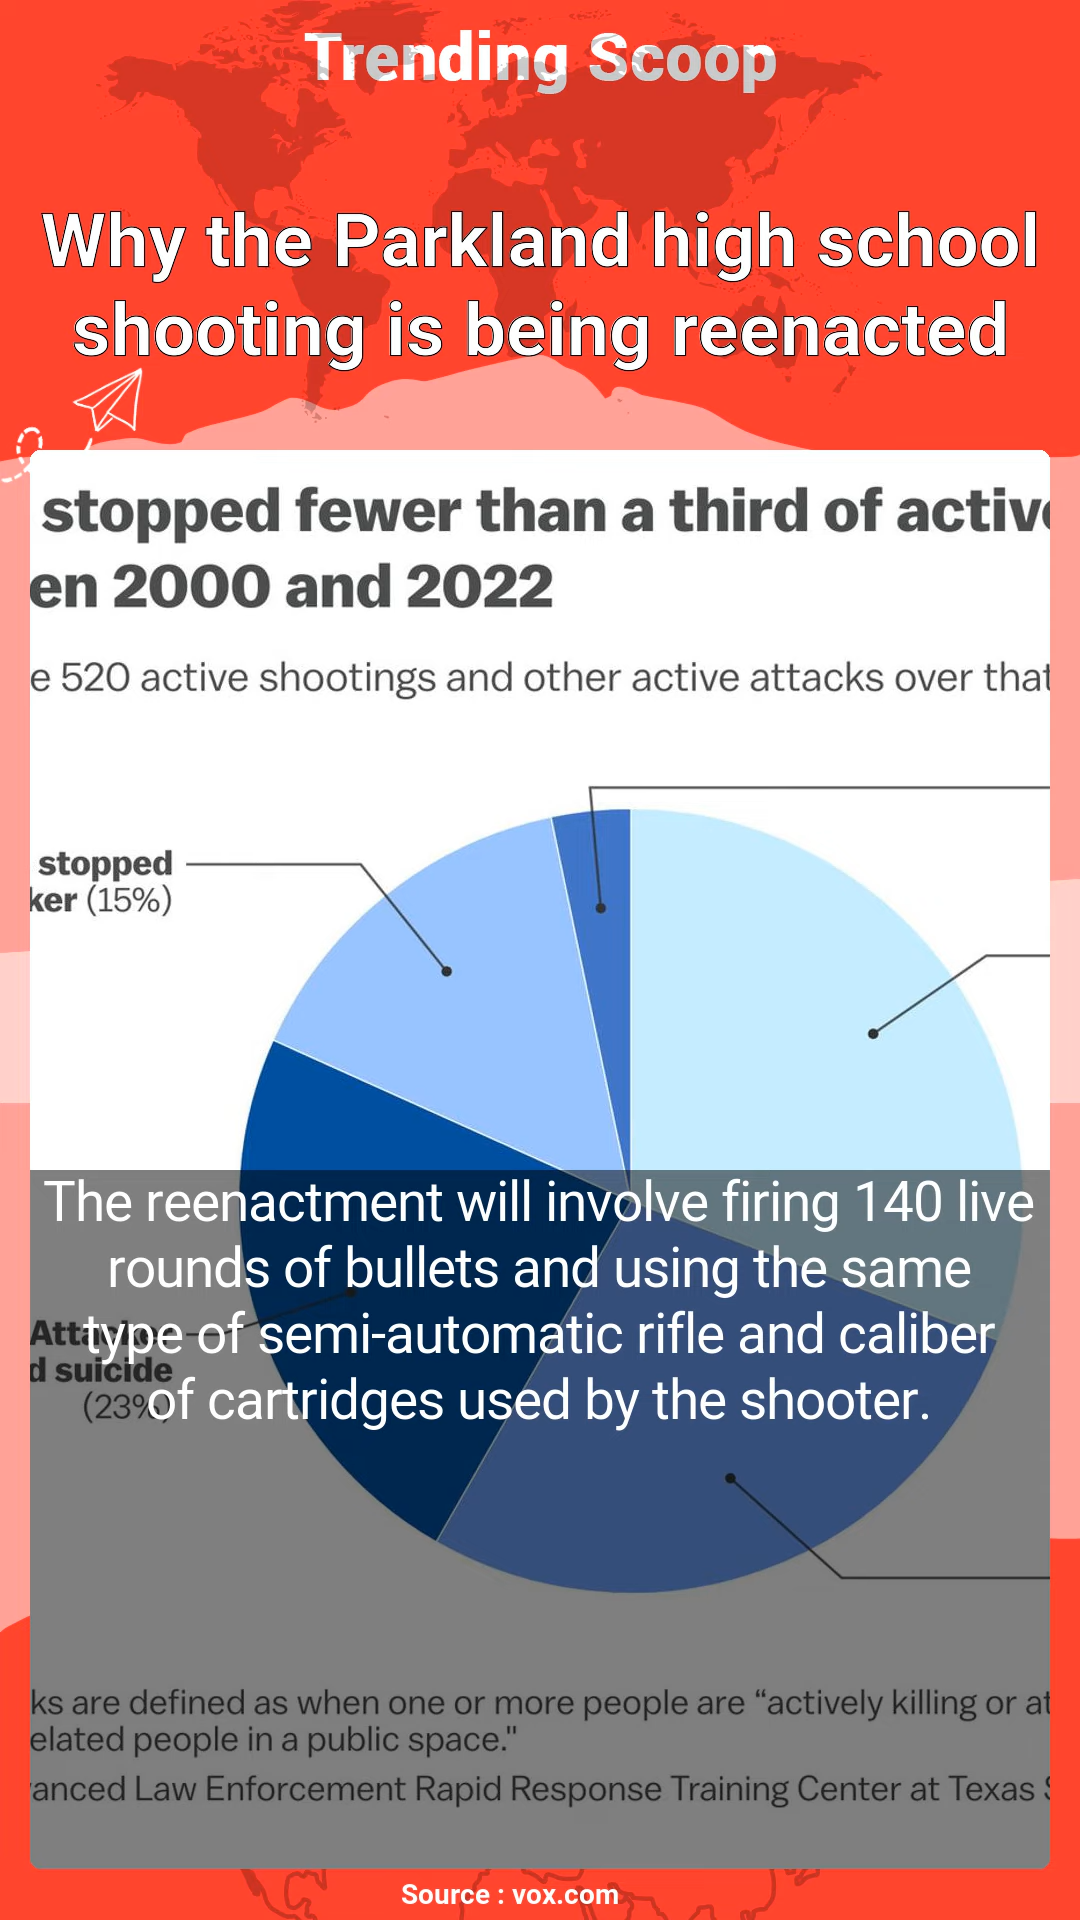 Trending Scoop
Why the Parkland high school
shooting is being reenacted
stopped fewer than a third of activ
en 2000 and 2022
e 520 active shootings and other active attacks over that
stopped
ker (15%)
The reenactment will involve firing 140 live
rounds of bullets and using the same
type of semi-automatic rifle and caliber
of cartridges used by the shooter.
d suicide
(23%)
ks are defined as when one or more people are “actively killing or at
elated people in a public space."
vanced Law Enforcement Rapid Response Training Center at Texas S
Source : vox.com